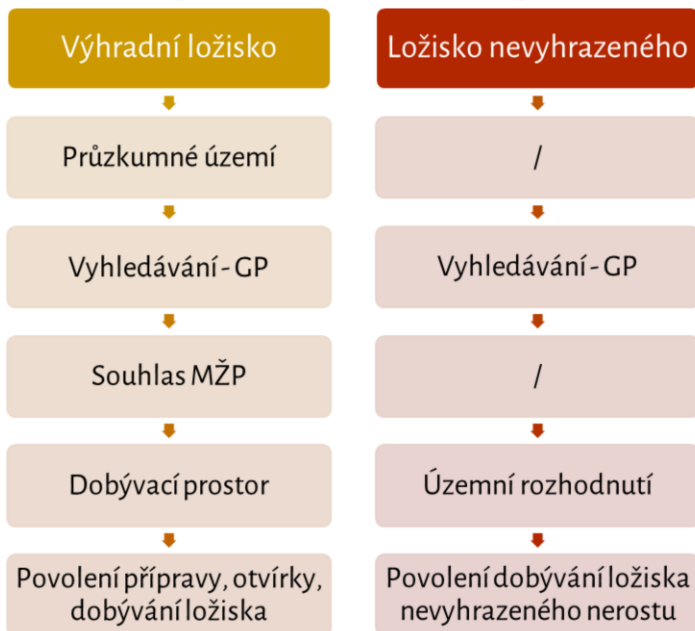 Výhradní ložisko
Průzkumné území
Vyhledávání - GP
Souhlas MŽP
Dobývací prostor
Povolení přípravy, otvírky,
dobývání ložiska
Ložisko nevyhrazeného
/
Vyhledávání - GP
/
Územní rozhodnutí
Povolení dobývání ložiska
nevyhrazeného nerostu